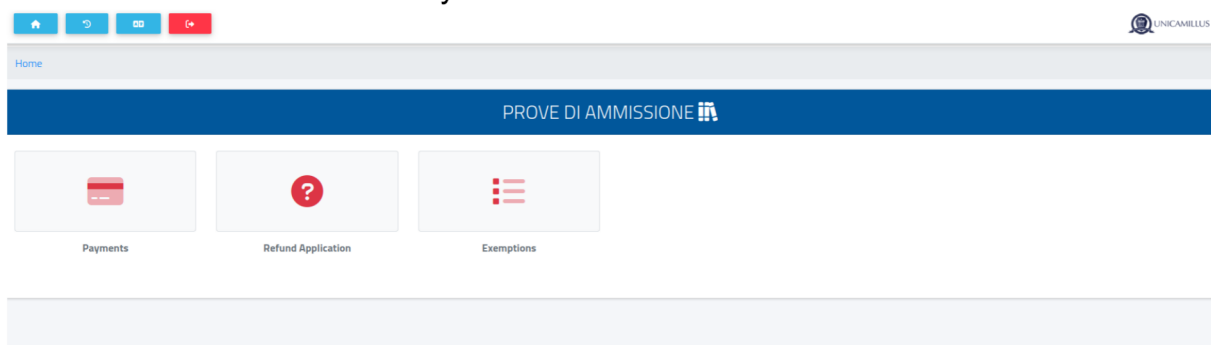 UNICAMILLUS
Home
PROVE DI AMMISSIONE
Payments
Refund Application
Exemptions